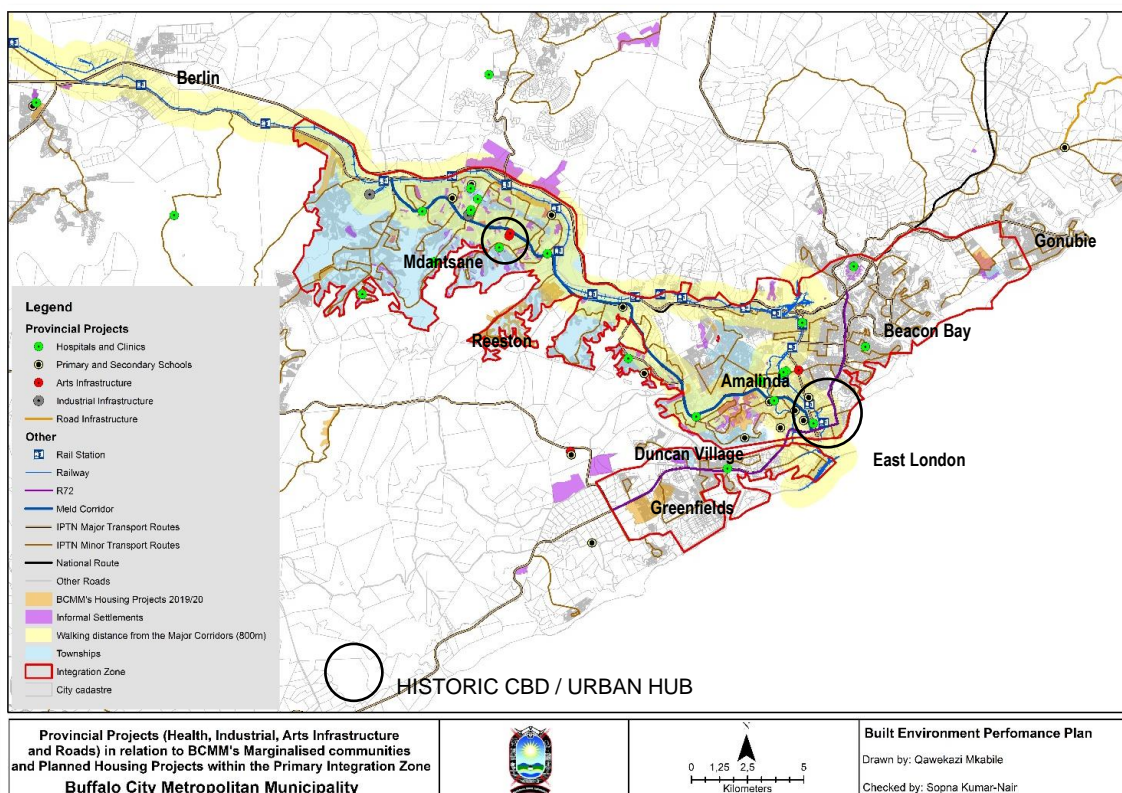 Berlin
Gonubie
Mdantsane
Beacon Bay
Reeston
Amalinda
Duncan Village
East London
Greenfields
Legend
Provincial Projects
Hospitals and Clinics
Primary and Secondary Schools
Arts Infrastructure
Industrial Infrastructure
Road Infrastructure
Other
Rail Station
Railway
R72
Meld Corridor
IPTN Major Transport Routes
IPTN Minor Transport Routes
National Route
Other Roads
BCMM's Housing Projects 2019/20
Informal Settlements
Walking distance from the Major Corridors (800m)
Townships
Integration Zone
City cadastre
HISTORIC CBD / URBAN HUB
Provincial Projects (Health, Industrial, Arts Infrastructure
and Roads) in relation to BCMM's Marginalised communities
and Planned Housing Projects within the Primary Integration Zone
Buffalo City Metropolitan Municipality
N
0 1,25 2,5 5
Kilometers
Built Environment Perfomance Plan
Drawn by: Qawekazi Mkabile
Checked by: Sopna Kumar-Nair